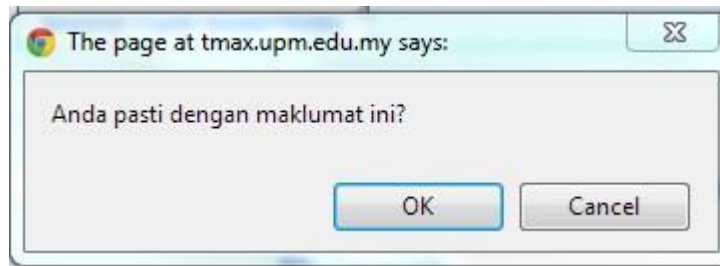 The page at tmax.upm.edu.my says:
Anda pasti dengan maklumat ini?
OK
Cancel